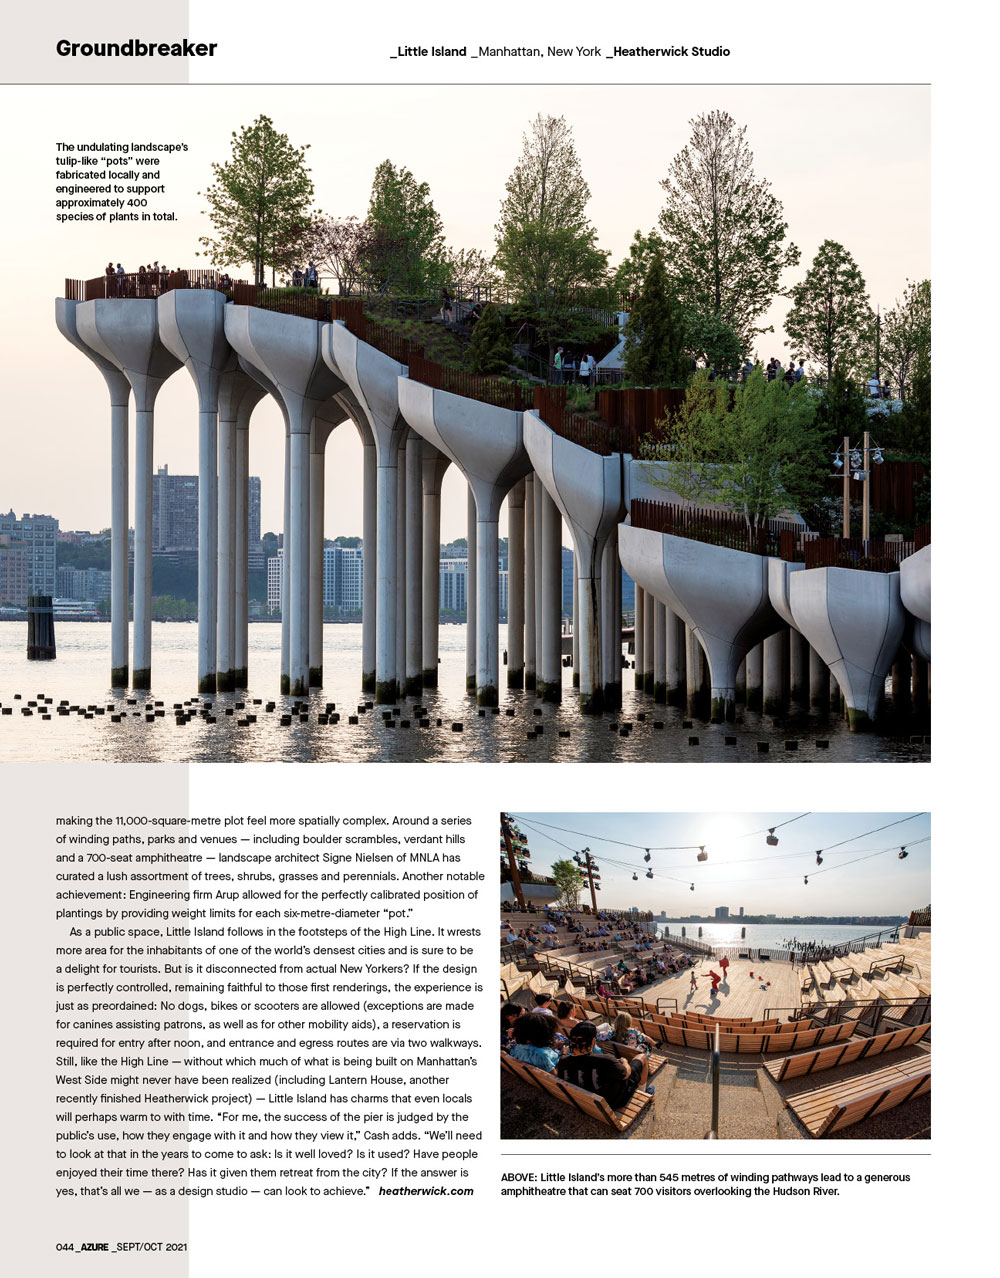 Groundbreaker
_Little Island _Manhattan, New York _Heatherwick Studio
The undulating landscape's
tulip-like “pots” were
fabricated locally and
engineered to support
approximately 400
species of plants in total.
making the 11,000-square-metre plot feel more spatially complex. Around a series
of winding paths, parks and venues — including boulder scrambles, verdant hills
and a 700-seat amphitheatre — landscape architect Signe Nielsen of MNLA has
curated a lush assortment of trees, shrubs, grasses and perennials. Another notable
achievement: Engineering firm Arup allowed for the perfectly calibrated position of
plantings by providing weight limits for each six-metre-diameter “pot.”
As a public space, Little Island follows in the footsteps of the High Line. It wrests
more area for the inhabitants of one of the world's densest cities and is sure to be
a delight for tourists. But is it disconnected from actual New Yorkers? If the design
is perfectly controlled, remaining faithful to those first renderings, the experience is
just as preordained: No dogs, bikes or scooters are allowed (exceptions are made
for canines assisting patrons, as well as for other mobility aids), a reservation is
required for entry after noon, and entrance and egress routes are via two walkways.
Still, like the High Line — without which much of what is being built on Manhattan's
West Side might never have been realized (including Lantern House, another
recently finished Heatherwick project) — Little Island has charms that even locals
will perhaps warm to with time. “For me, the success of the pier is judged by the
public's use, how they engage with it and how they view it,” Cash adds. “We'll need
to look at that in the years to come to ask: Is it well loved? Is it used? Have people
enjoyed their time there? Has it given them retreat from the city? If the answer is
yes, that's all we — as a design studio — can look to achieve.” heatherwick.com
ABOVE: Little Island's more than 545 metres of winding pathways lead to a generous
amphitheatre that can seat 700 visitors overlooking the Hudson River.
044 _AZURE _SEPT/OCT 2021